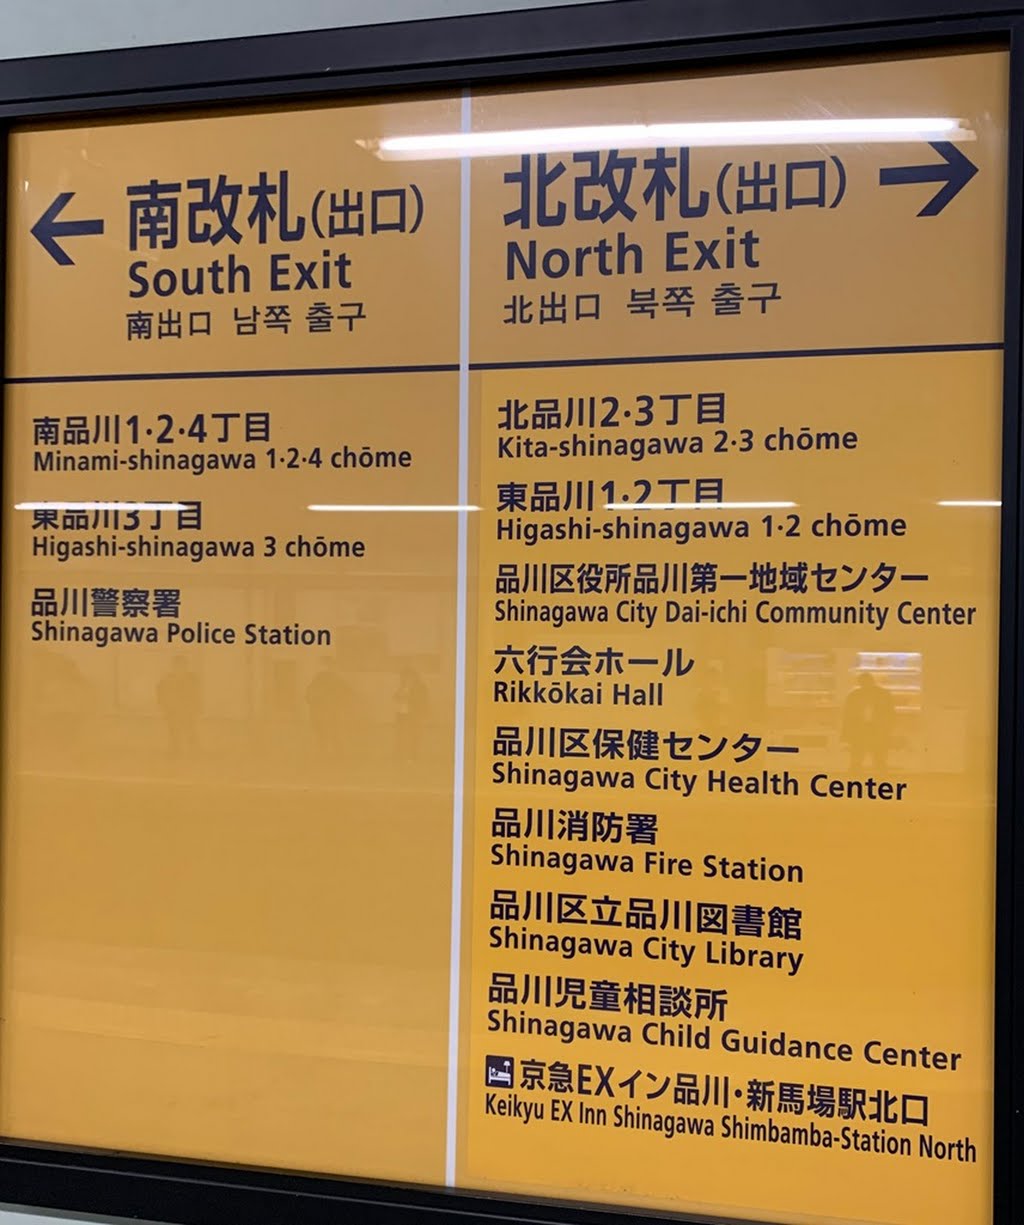 南改札(出口)
South Exit
南出口 남쪽 출구
南品川1·2·4丁目
Minami-shinagawa 1·2·4 chōme
東品川3丁目
Higashi-shinagawa 3 chōme
品川警察署
Shinagawa Police Station
北改札(出口)
North Exit
北出口 북쪽 출구
北品川2·3丁目
Kita-shinagawa 2·3 chōme
東品川1·2丁目
Higashi-shinagawa 1·2 chōme
品川区役所品川第一地域センター
Shinagawa City Dai-ichi Community Center
六行会ホール
Rikkōkai Hall
品川区保健センター
Shinagawa City Health Center
品川消防署
Shinagawa Fire Station
品川区立品川図書館
Shinagawa City Library
品川児童相談所
Shinagawa Child Guidance Center
京急EXイン品川・新馬場駅北口
Keikyu EX Inn Shinagawa Shimbamba-Station North